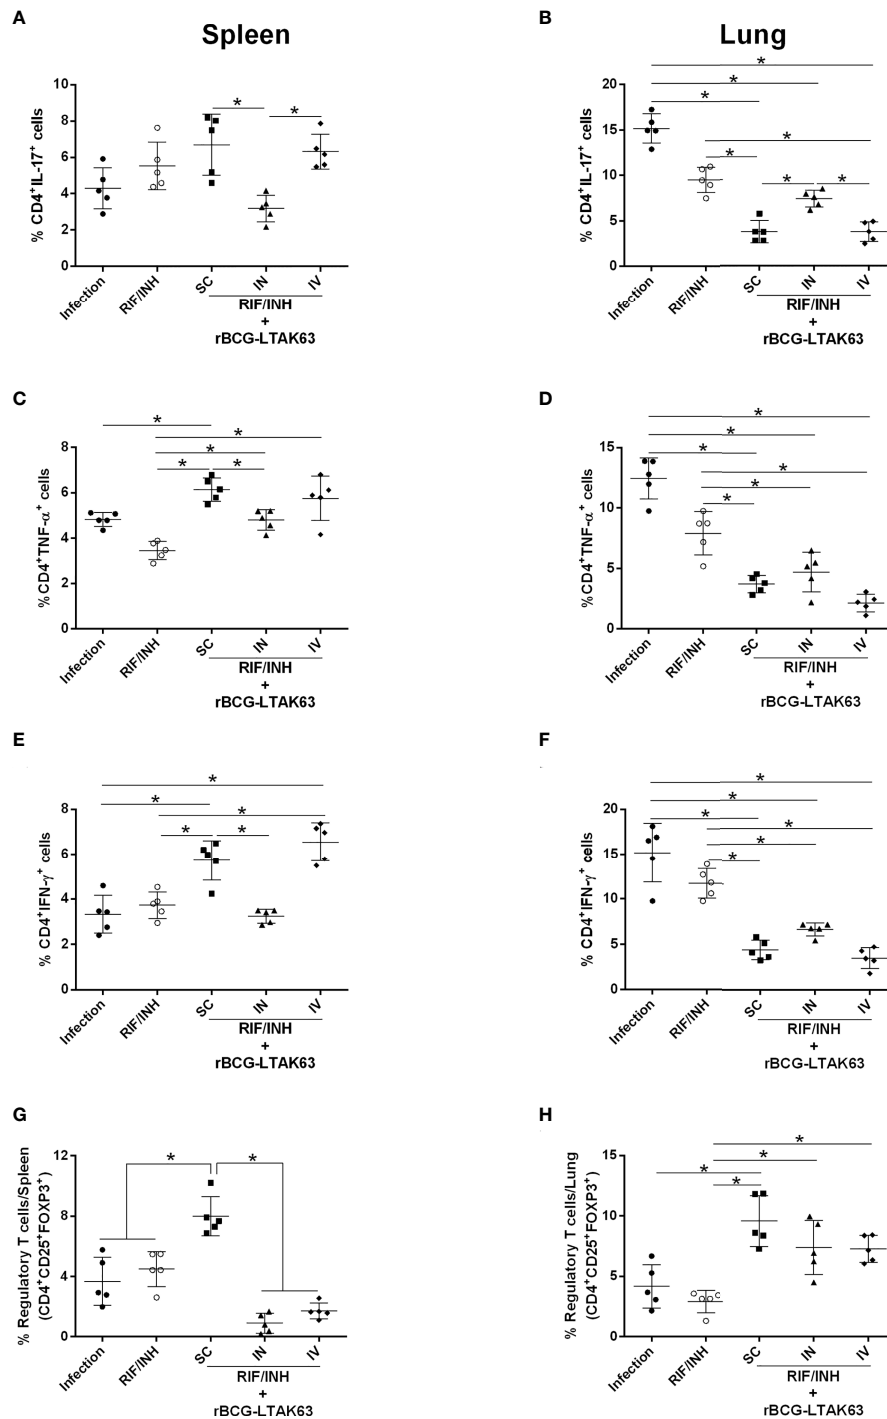 A
B
Spleen
Lung
% CD4+IL-17+ cells
10
8
6
4
2
0
* *
Infection
RIF/INH
SC
IN
IV
RIF/INH
+
rBCG-LTAK63
% CD4+IL-17+ cells
20
15
10
5
0
* * * * * * *
Infection
RIF/INH
SC
IN
IV
RIF/INH
+
rBCG-LTAK63
C
D
%CD4+TNF-α+ cells
8
6
4
2
0
* * * * *
Infection
RIF/INH
SC
IN
IV
RIF/INH
+
rBCG-LTAK63
%CD4+TNF-α+ cells
15
10
5
0
* * * * * *
Infection
RIF/INH
SC
IN
IV
RIF/INH
+
rBCG-LTAK63
E
F
% CD4+IFN-γ+ cells
8
6
4
2
0
* * * * *
Infection
RIF/INH
SC
IN
IV
RIF/INH
+
rBCG-LTAK63
% CD4+IFN-γ+ cells
20
15
10
5
0
* * * * * *
Infection
RIF/INH
SC
IN
IV
RIF/INH
+
rBCG-LTAK63
G
H
% Regulatory T cells/Spleen
(CD4+CD25+FOXP3+)
12
8
4
0
* *
Infection
RIF/INH
SC
IN
IV
RIF/INH
+
rBCG-LTAK63
% Regulatory T cells/Lung
(CD4+CD25+FOXP3+)
15
10
5
0
* * * *
Infection
RIF/INH
SC
IN
IV
RIF/INH
+
rBCG-LTAK63